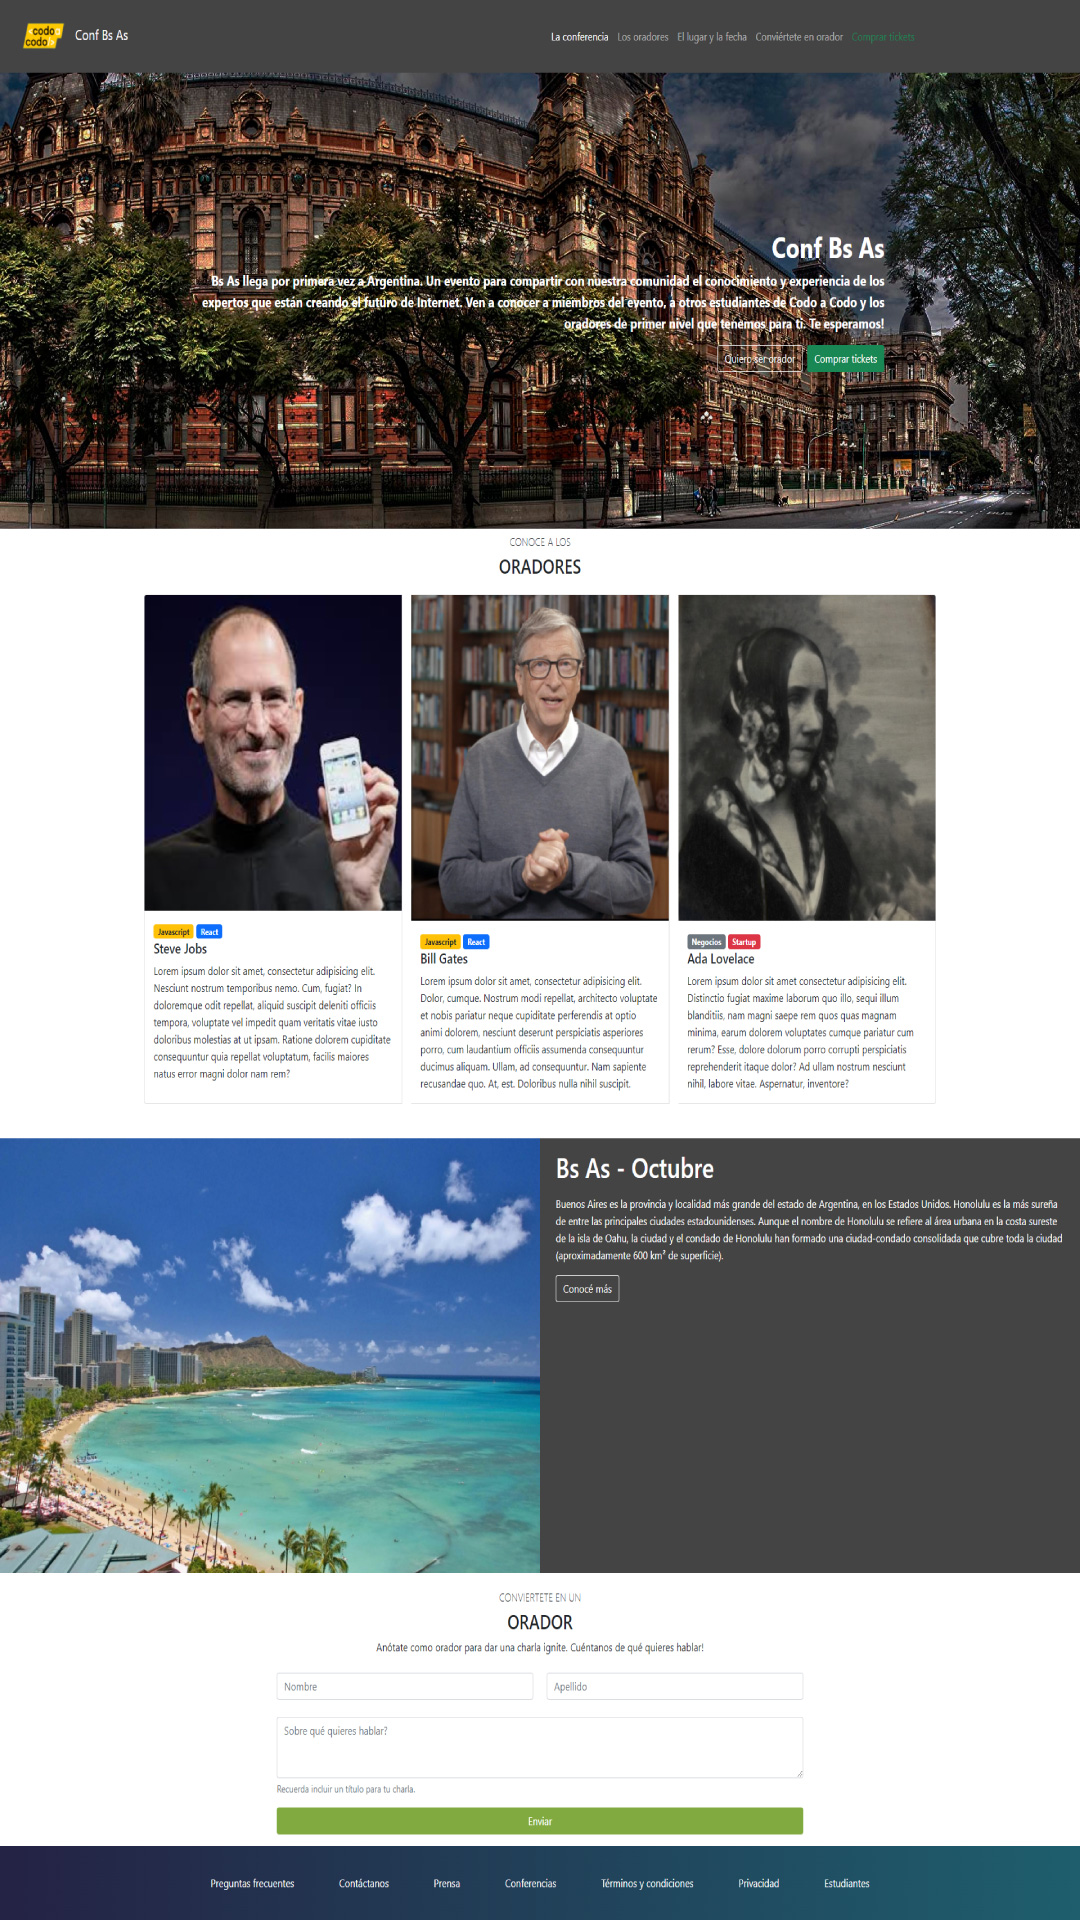 codo a
codo
Conf Bs As
La conferencia Los oradores El lugar y la fecha Conviértete en orador Comprar tickets
Conf Bs As
Bs As llega por primera vez a Argentina. Un evento para compartir con nuestra comunidad el conocimiento y experiencia de los
expertos que están creando el futuro de Internet. Ven a conocer a miembros del evento, a otros estudiantes de Codo a Codo y los
oradores de primer nivel que tenemos para ti. Te esperamos!
Quiero ser orador Comprar tickets
CONOCE A LOS
ORADORES
Javascript React
Steve Jobs
Lorem ipsum dolor sit amet, consectetur adipisicing elit.
Nesciunt nostrum temporibus nemo. Cum, fugiat? In
doloremque odit repellat, aliquid suscipit deleniti officiis
tempora, voluptate vel impedit quam veritatis vitae iusto
doloribus molestias at ut ipsam. Ratione dolorem cupiditate
consequuntur quia repellat voluptatum, facilis maiores
natus error magni dolor nam rem?
Javascript React
Bill Gates
Lorem ipsum dolor sit amet, consectetur adipisicing elit.
Dolor, cumque. Nostrum modi repellat, architecto voluptate
et nobis pariatur neque cupiditate perferendis at optio
animi dolorem, nesciunt deserunt perspiciatis asperiores
porro, cum laudantium officiis assumenda consequuntur
ducimus aliquam. Ullam, ad consequuntur. Nam sapiente
recusandae quo. At, est. Doloribus nulla nihil suscipit.
Negocios Startup
Ada Lovelace
Lorem ipsum dolor sit amet, consectetur adipisicing elit.
Distinctio fugiat maxime laborum quo illo, sequi illum
blanditiis, nam magni saepe rem quos quas magnam
minima, earum dolorem voluptates cumque pariatur cum
rerum? Esse, dolore dolorum porro corrupti perspiciatis
reprehenderit itaque dolor? Ad ullam nostrum nesciunt
nihil, labore vitae. Aspernatur, inventore?
Bs As - Octubre
Buenos Aires es la provincia y localidad más grande del estado de Argentina, en los Estados Unidos. Honolulu es la más sureña
de entre las principales ciudades estadounidenses. Aunque el nombre de Honolulu se refiere al área urbana en la costa sureste
de la isla de Oahu, la ciudad y el condado de Honolulu han formado una ciudad-condado consolidada que cubre toda la ciudad
(aproximadamente 600 km² de superficie).
Conocé más
CONVIERTETE EN UN
ORADOR
Anótate como orador para dar una charla ignite. Cuéntanos de qué quieres hablar!
Nombre Apellido
Sobre qué quieres hablar?
Recuerda incluir un título para tu charla.
Enviar
Preguntas frecuentes Contáctanos Prensa Conferencias Términos y condiciones Privacidad Estudiantes